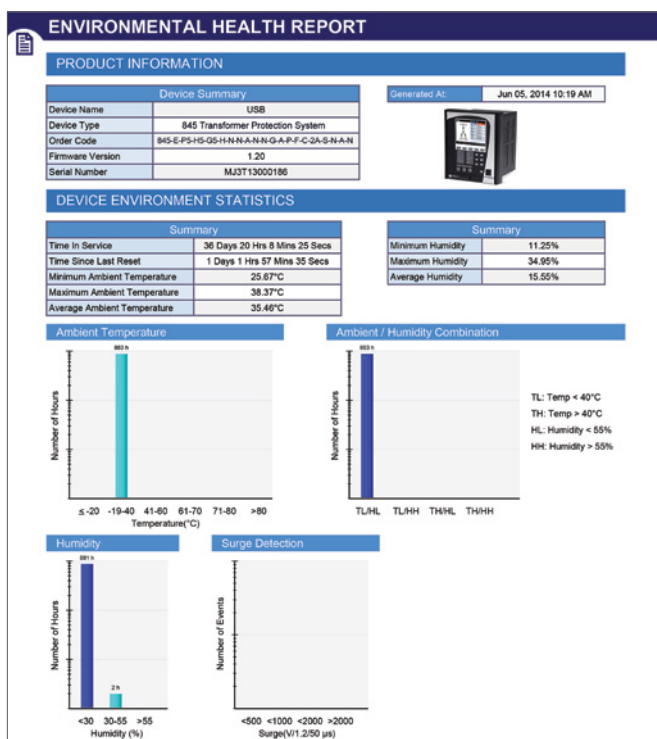 ENVIRONMENTAL HEALTH REPORT
PRODUCT INFORMATION
Device Summary
Device Name USB
Device Type 845 Transformer Protection System
Order Code 845-E-P5-H5-G5-H-N-N-A-N-N-G-A-P-F-C-2A-S-N-A-N
Firmware Version 1.20
Serial Number MJ3T13000186
Generated At: Jun 05, 2014 10:19 AM
DEVICE ENVIRONMENT STATISTICS
Summary
Time In Service 36 Days 20 Hrs 8 Mins 25 Secs
Time Since Last Reset 1 Days 1 Hrs 57 Mins 35 Secs
Minimum Ambient Temperature 25.67°C
Maximum Ambient Temperature 38.37°C
Average Ambient Temperature 35.46°C
Summary
Minimum Humidity 11.25%
Maximum Humidity 34.95%
Average Humidity 15.55%
Ambient Temperature
883 h
Number of Hours
≤ -20 -19-40 41-60 61-70 71-80 >80
Temperature(°C)
Ambient / Humidity Combination
883 h
Number of Hours
TL/HL TL/HH TH/HL TH/HH
TL: Temp < 40°C
TH: Temp > 40°C
HL: Humidity < 55%
HH: Humidity > 55%
Humidity
881 h
2 h
Number of Hours
<30 30-55 >55
Humidity (%)
Surge Detection
Number of Events
<500 <1000 <2000 >2000
Surge(V/1.2/50 µs)